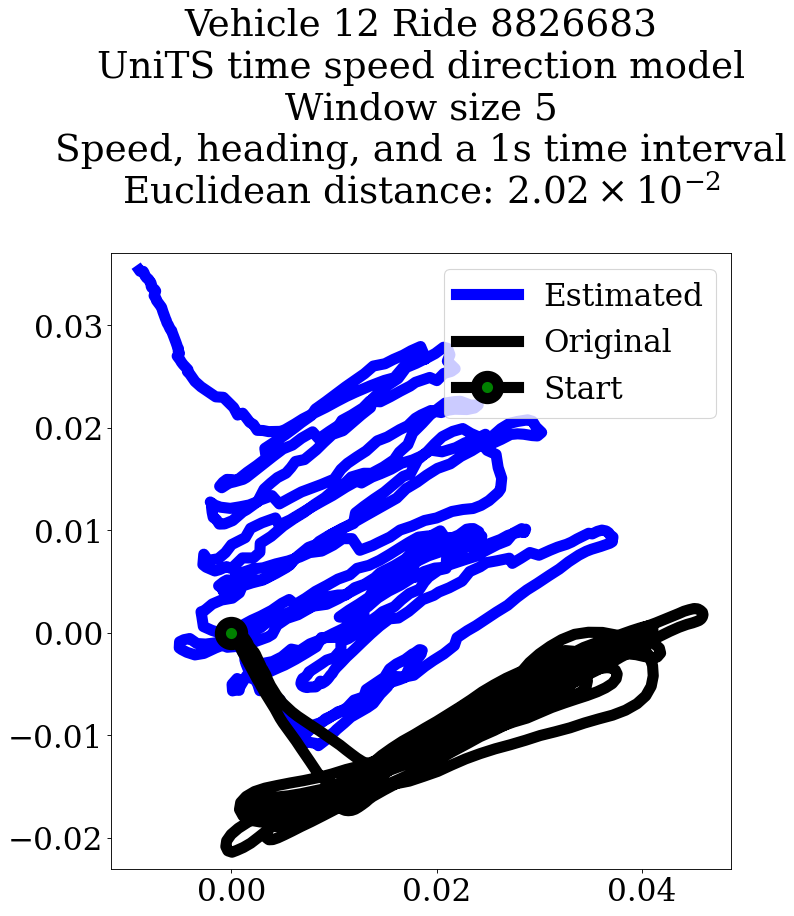 Vehicle 12 Ride 8826683
UniTS time speed direction model
Window size 5
Speed, heading, and a 1s time interval
Euclidean distance: 2.02 × 10⁻²
Estimated
Original
Start
0.03
0.02
0.01
0.00
−0.01
−0.02
0.00 0.02 0.04